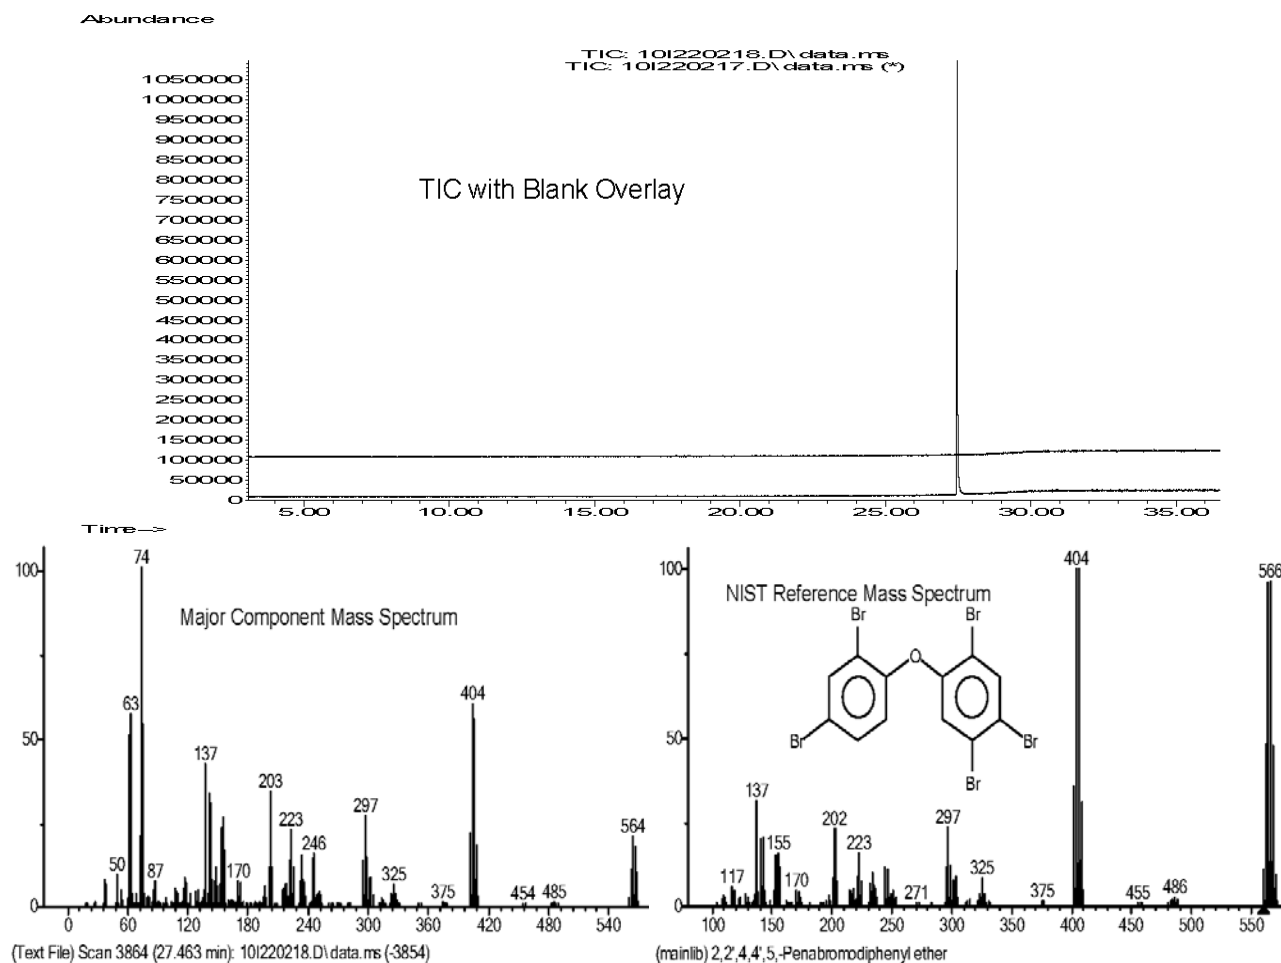 Abundance
TIC: 10I220218.D\data.ms
TIC: 10I220217.D\data.ms (*)
1050000
1000000
950000
900000
850000
800000
750000
700000
650000
600000
550000
500000
450000
400000
350000
300000
250000
200000
150000
100000
50000
0
TIC with Blank Overlay
5.00 10.00 15.00 20.00 25.00 30.00 35.00
Time-->
100
50
0
Major Component Mass Spectrum
50 63 74 87 137 170 203 223 246 297 325 375 404 454 485 564
0 60 120 180 240 300 360 420 480 540
(Text File) Scan 3864 (27.463 min): 10I220218.D\data.ms (-3854)
100
50
0
NIST Reference Mass Spectrum
Br Br
O
Br Br
Br
117 137 155 170 202 223 271 297 325 375 404 455 486 566
100 150 200 250 300 350 400 450 500 550
(mainlib) 2,2',4,4',5,-Penabromodiphenyl ether